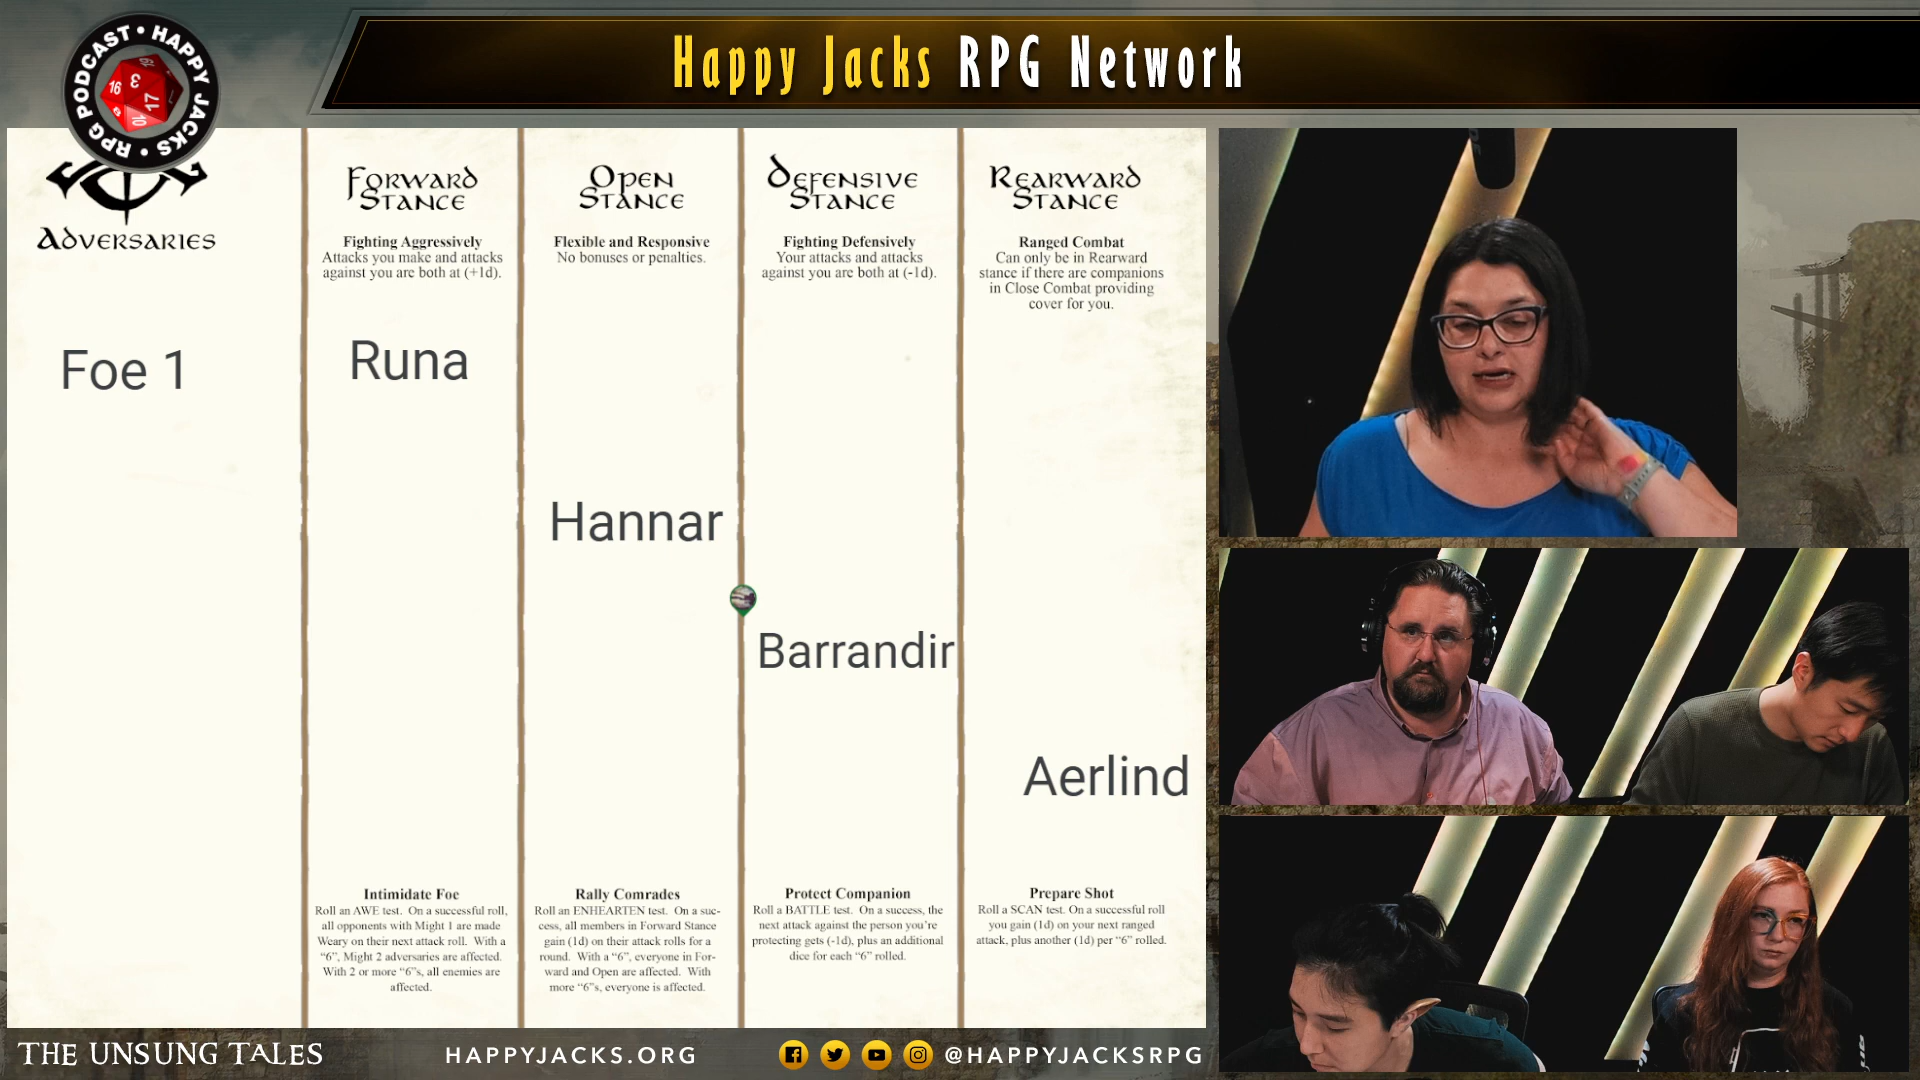 Happy Jacks RPG Network
HAPPY JACKS RPG PODCAST
16
3
17
10
Adversaries
Foe 1
Forward
Stance
Fighting Aggressively
Attacks you make and attacks
against you are both at (+1d).
Runa
Intimidate Foe
Roll an AWE test. On a successful roll,
all opponents with Might 1 are made
Weary on their next attack roll. With a
“6”, Might 2 adversaries are affected.
With 2 or more “6”s, all enemies are
affected.
Open
Stance
Flexible and Responsive
No bonuses or penalties.
Hannar
Rally Comrades
Roll an ENHEARTEN test. On a suc-
cess, all members in Forward Stance
gain (1d) on their attack rolls for a
round. With a “6”, everyone in For-
ward and Open are affected. With
more “6”s, everyone is affected.
Defensive
Stance
Fighting Defensively
Your attacks and attacks
against you are both at (-1d).
Barrandir
Protect Companion
Roll a BATTLE test. On a success, the
next attack against the person you’re
protecting gets (-1d), plus an additional
dice for each “6” rolled.
Rearward
Stance
Ranged Combat
Can only be in Rearward
stance if there are companions
in Close Combat providing
cover for you.
Aerlind
Prepare Shot
Roll a SCAN test. On a successful roll
you gain (1d) on your next ranged
attack, plus another (1d) per “6” rolled.
THE UNSUNG TALES
HAPPYJACKS.ORG
@HAPPYJACKSRPG